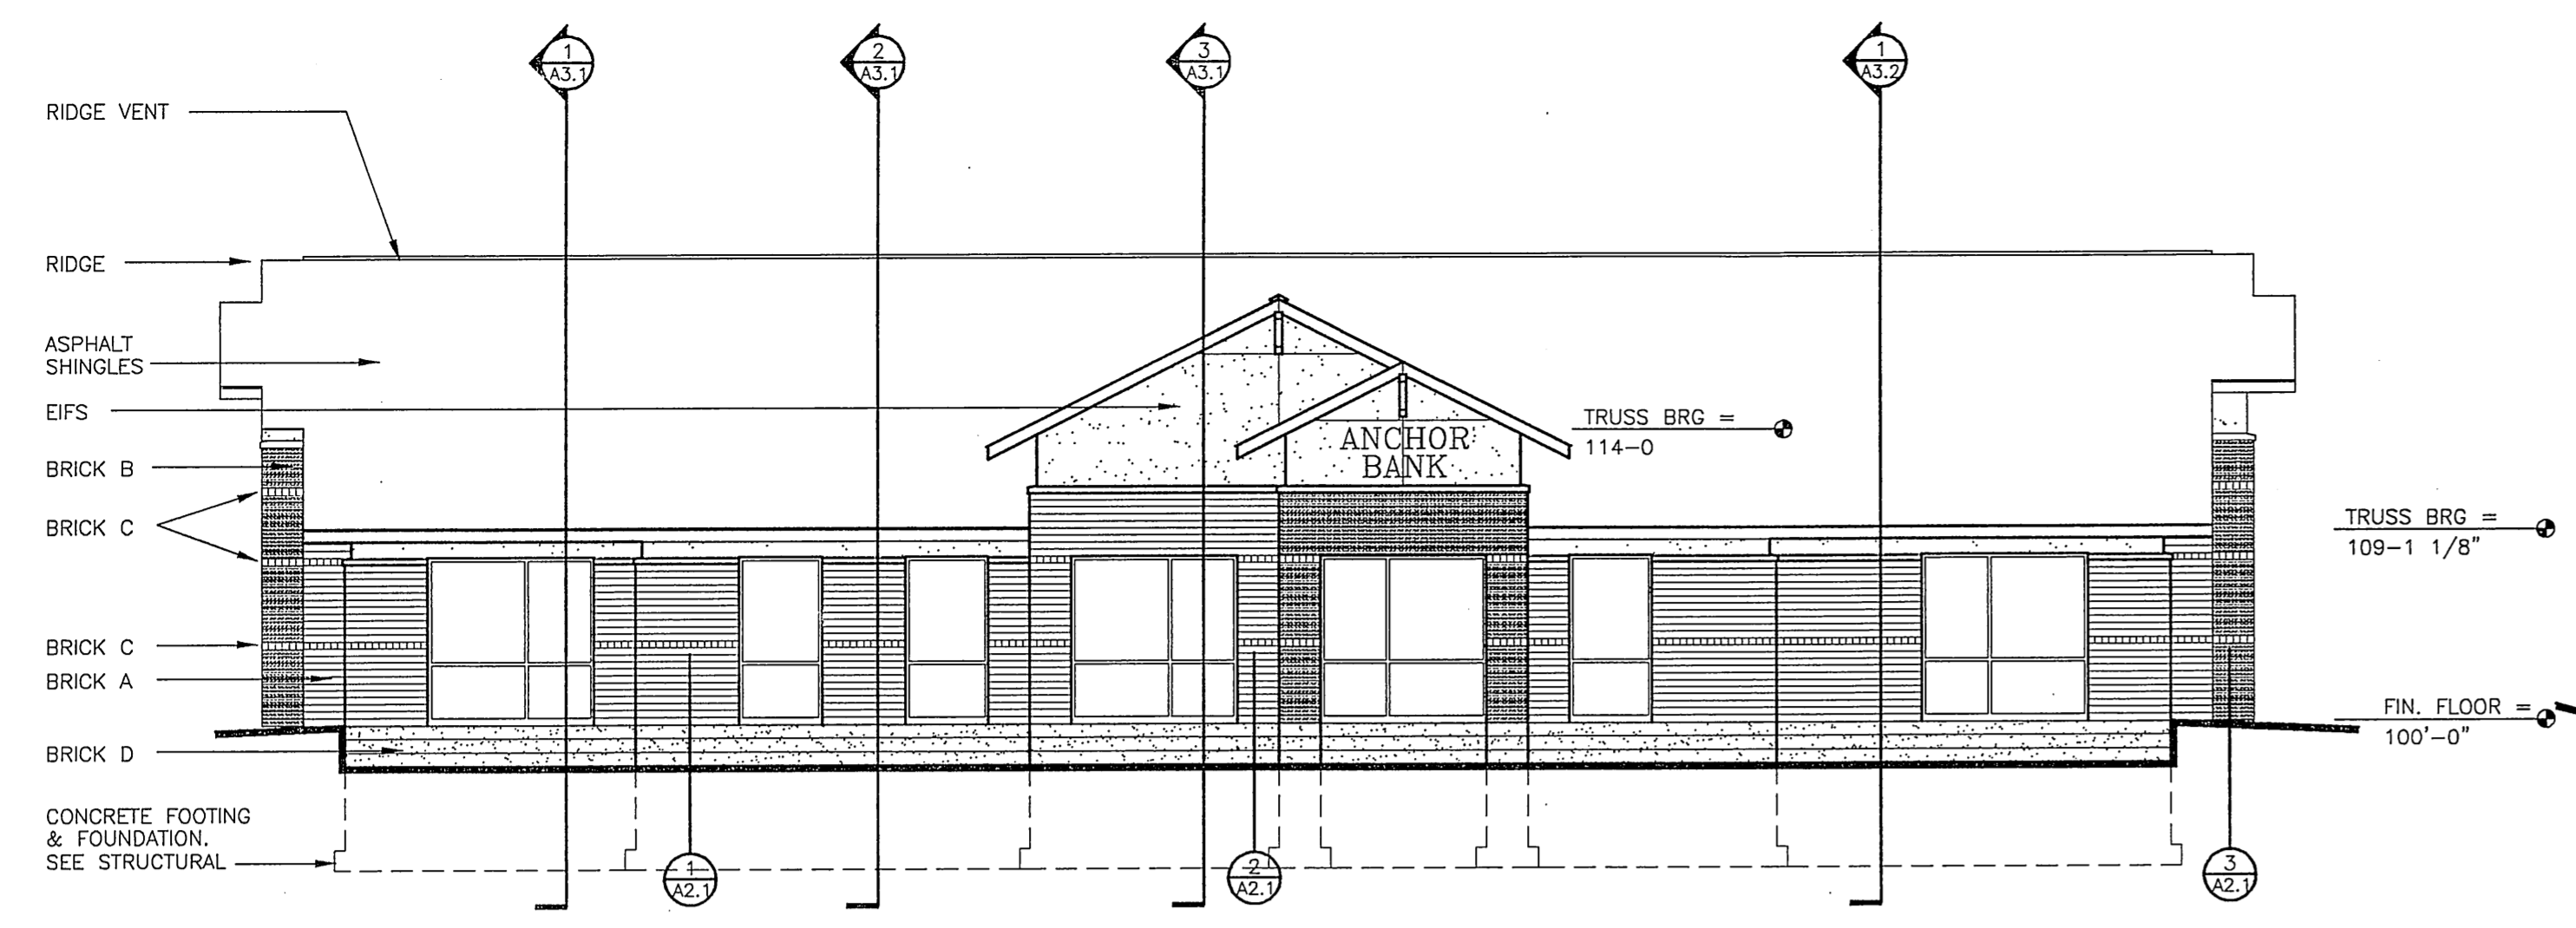 1
A3.1
2
A3.1
3
A3.1
1
A3.2
RIDGE VENT
RIDGE
ASPHALT
SHINGLES
EIFS
TRUSS BRG =
114-0
ANCHOR
BANK
BRICK B
BRICK C
TRUSS BRG =
109-1 1/8"
BRICK C
BRICK A
FIN. FLOOR =
100'-0"
BRICK D
CONCRETE FOOTING
& FOUNDATION.
SEE STRUCTURAL
1
A2.1
2
A2.1
3
A2.1